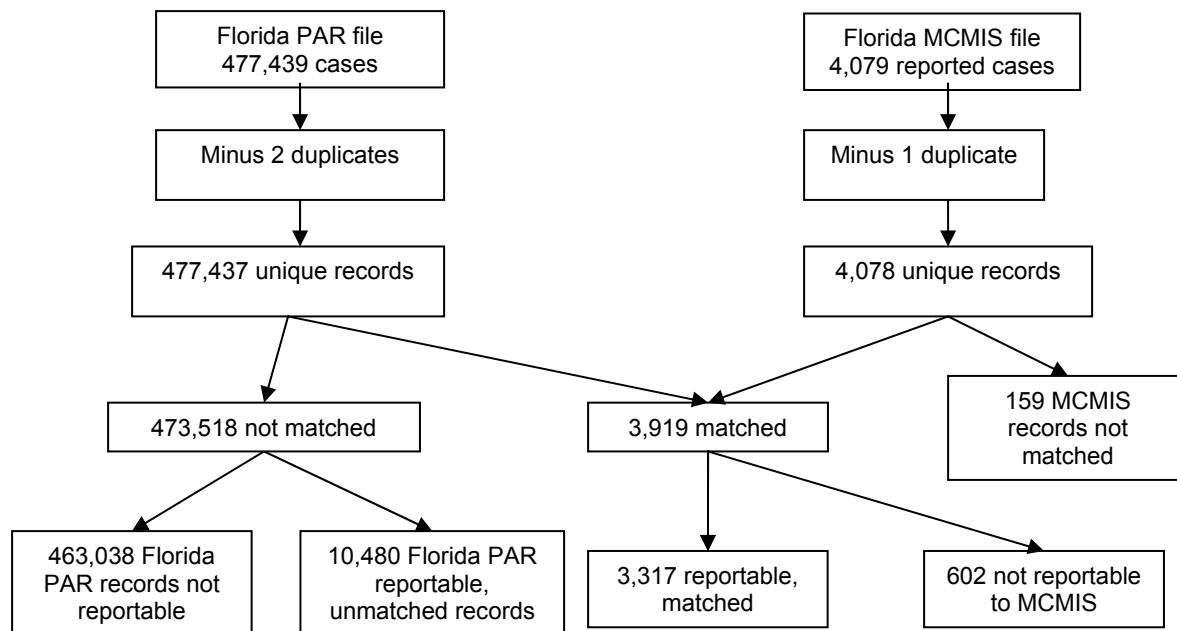 Florida PAR file
477,439 cases
Florida MCMIS file
4,079 reported cases
Minus 2 duplicates
Minus 1 duplicate
477,437 unique records
4,078 unique records
473,518 not matched
3,919 matched
159 MCMIS
records not
matched
463,038 Florida
PAR records not
reportable
10,480 Florida PAR
reportable,
unmatched records
3,317 reportable,
matched
602 not reportable
to MCMIS